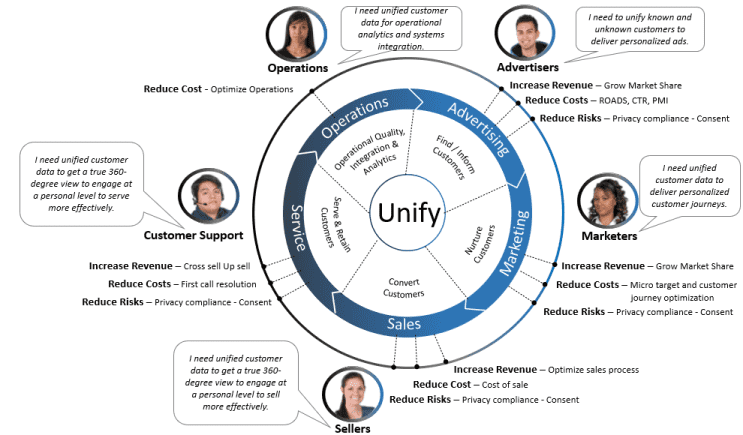 I need unified customer
data for operational
analytics and systems
integration.
Operations
Reduce Cost - Optimize Operations
I need to unify known and
unknown customers to
deliver personalized ads.
Advertisers
Increase Revenue – Grow Market Share
Reduce Costs – ROADS, CTR, PMI
Reduce Risks – Privacy compliance - Consent
I need unified customer
data to get a true 360-
degree view to engage at
a personal level to serve
more effectively.
Customer Support
Increase Revenue – Cross sell Up sell
Reduce Costs – First call resolution
Reduce Risks – Privacy compliance - Consent
I need unified
customer data to
deliver personalized
customer journeys.
Marketers
Increase Revenue – Grow Market Share
Reduce Costs – Micro target and customer
journey optimization
Reduce Risks – Privacy compliance - Consent
Operations
Advertising
Marketing
Sales
Service
Operational Quality,
Integration &
Analytics
Find / Inform
Customers
Nurture
Customers
Convert
Customers
Serve & Retain
Customers
Unify
I need unified customer
data to get a true 360-
degree view to engage at
a personal level to sell
more effectively.
Sellers
Increase Revenue – Optimize sales process
Reduce Cost – Cost of sale
Reduce Risks – Privacy compliance - Consent